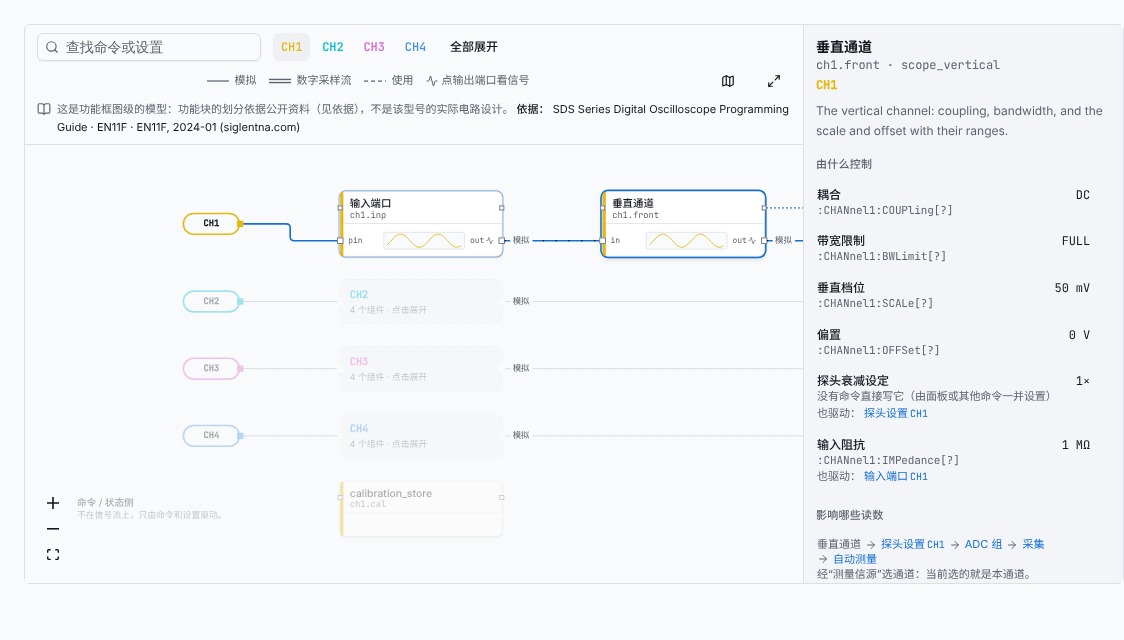 查找命令或设置
CH1 CH2 CH3 CH4 全部展开
模拟 数字采样流 使用 点输出端口看信号
这是功能框图级的模型：功能块的划分依据公开资料（见依据），不是该型号的实际电路设计。 依据： SDS Series Digital Oscilloscope Programming
Guide · EN11F · EN11F, 2024-01 (siglentna.com)
CH1
输入端口
ch1.inp
pin
out
模拟
垂直通道
ch1.front
in
out
模拟
CH2
CH2
4 个组件 · 点击展开
模拟
CH3
CH3
4 个组件 · 点击展开
模拟
CH4
CH4
4 个组件 · 点击展开
模拟
calibration_store
ch1.cal
命令 / 状态侧
不在信号流上，只由命令和设置驱动。
垂直通道
ch1.front · scope_vertical
CH1
The vertical channel: coupling, bandwidth, and the
scale and offset with their ranges.
由什么控制
耦合 DC
:CHANnel1:COUPling[?]
带宽限制 FULL
:CHANnel1:BWLimit[?]
垂直档位 50 mV
:CHANnel1:SCALe[?]
偏置 0 V
:CHANnel1:OFFSet[?]
探头衰减设定 1×
没有命令直接写它（由面板或其他命令一并设置）
也驱动： 探头设置 CH1
输入阻抗 1 MΩ
:CHANnel1:IMPedance[?]
也驱动： 输入端口 CH1
影响哪些读数
垂直通道 → 探头设置 CH1 → ADC 组 → 采集
→ 自动测量
经“测量信源”选通道：当前选的就是本通道。